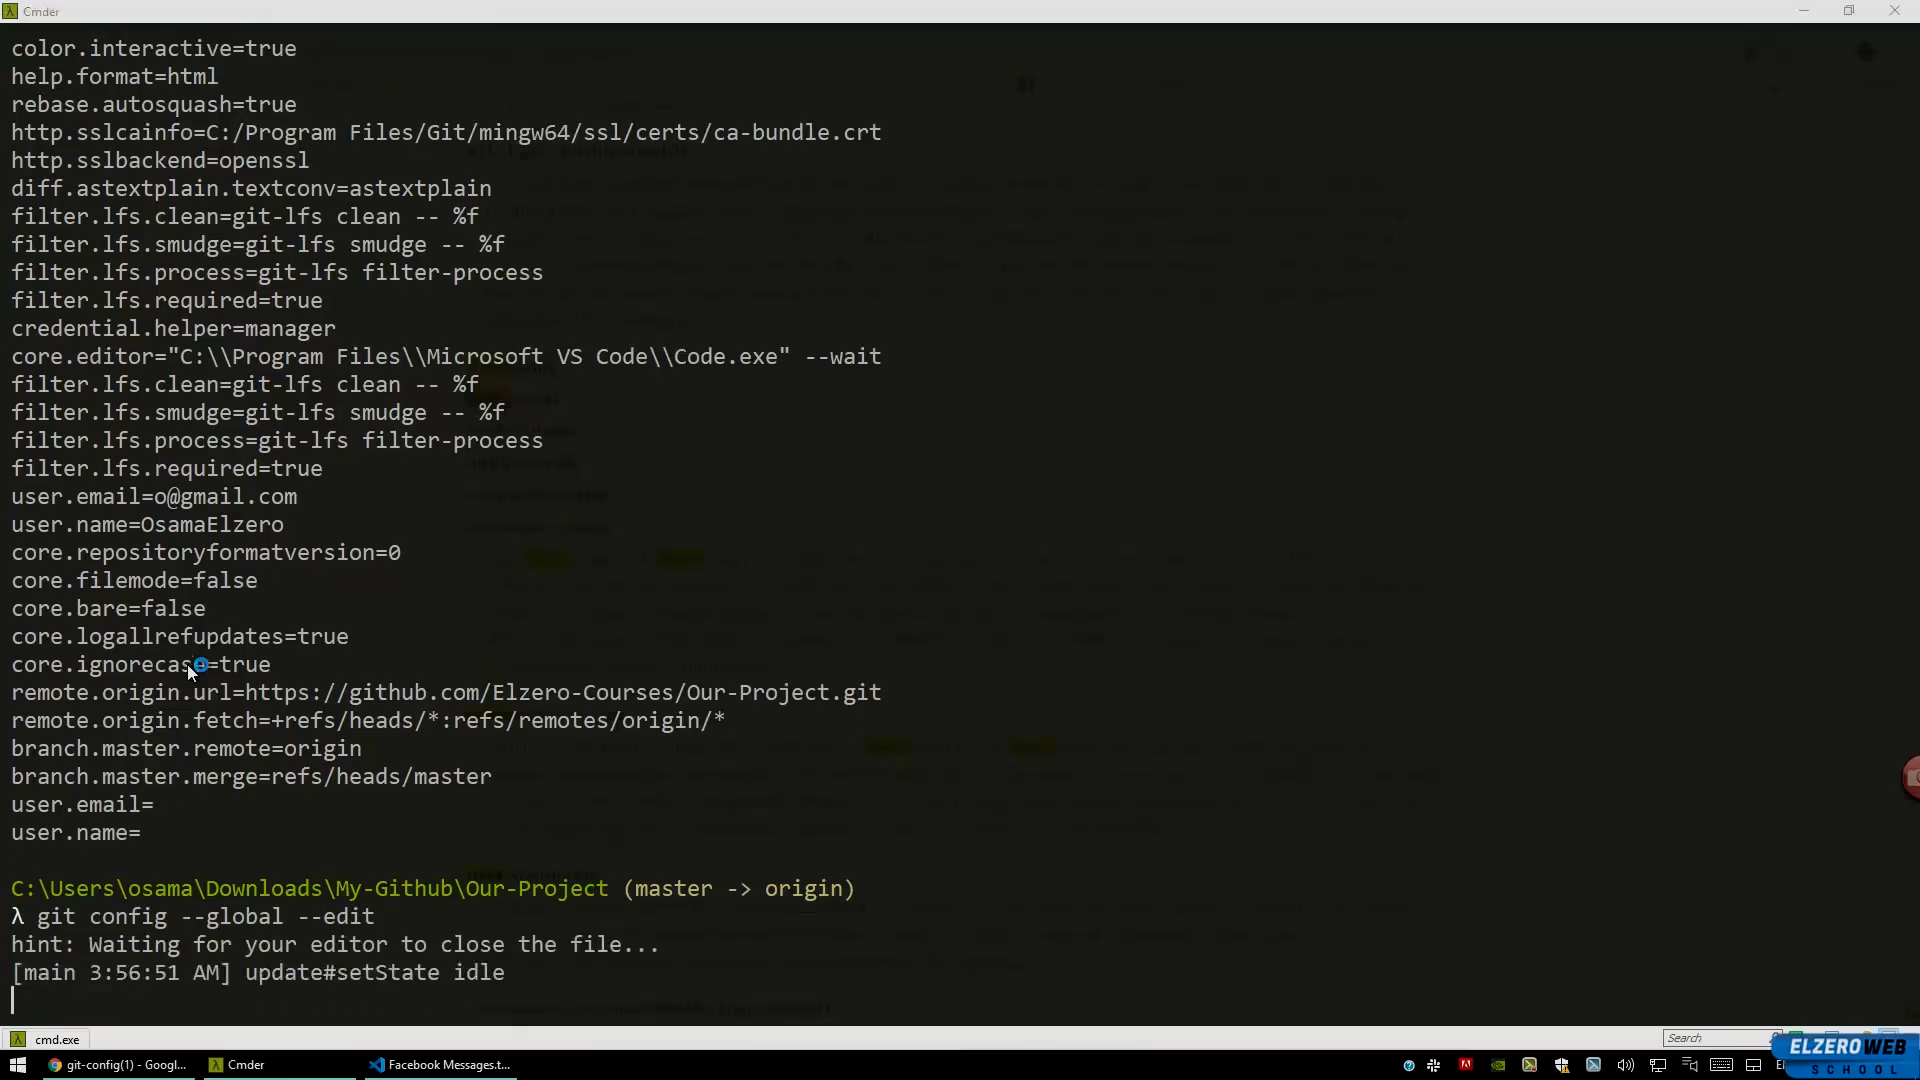 Cmder
color.interactive=true
help.format=html
rebase.autosquash=true
http.sslcainfo=C:/Program Files/Git/mingw64/ssl/certs/ca-bundle.crt
http.sslbackend=openssl
diff.astextplain.textconv=astextplain
filter.lfs.clean=git-lfs clean -- %f
filter.lfs.smudge=git-lfs smudge -- %f
filter.lfs.process=git-lfs filter-process
filter.lfs.required=true
credential.helper=manager
core.editor="C:\\Program Files\\Microsoft VS Code\\Code.exe" --wait
filter.lfs.clean=git-lfs clean -- %f
filter.lfs.smudge=git-lfs smudge -- %f
filter.lfs.process=git-lfs filter-process
filter.lfs.required=true
user.email=o@gmail.com
user.name=OsamaElzero
core.repositoryformatversion=0
core.filemode=false
core.bare=false
core.logallrefupdates=true
core.ignorecase=true
remote.origin.url=https://github.com/Elzero-Courses/Our-Project.git
remote.origin.fetch=+refs/heads/*:refs/remotes/origin/*
branch.master.remote=origin
branch.master.merge=refs/heads/master
user.email=
user.name=
C:\Users\osama\Downloads\My-Github\Our-Project (master -> origin)
λ git config --global --edit
hint: Waiting for your editor to close the file...
[main 3:56:51 AM] update#setState idle
cmd.exe
Search
git-config(1) - Googl...
Cmder
Facebook Messages.t...
ELZEROWEB
SCHOOL